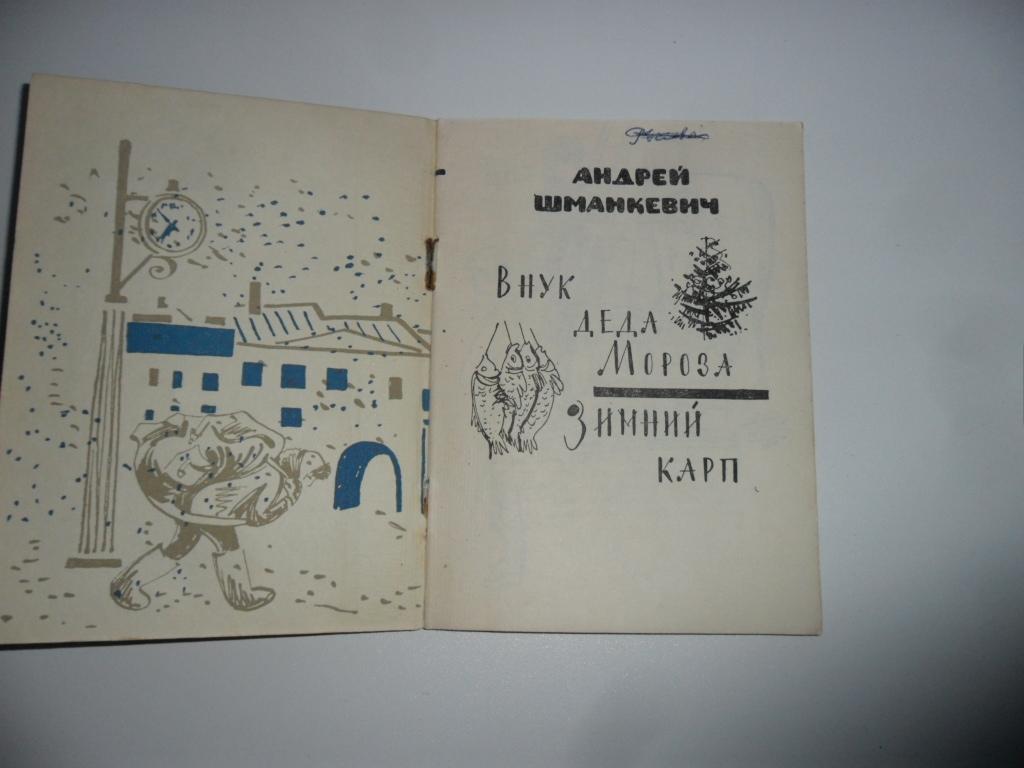 АНДРЕЙ
ШМАНКЕВИЧ
ВНУК
ДЕДА
МОРОЗА
ЗИМНИЙ
КАРП